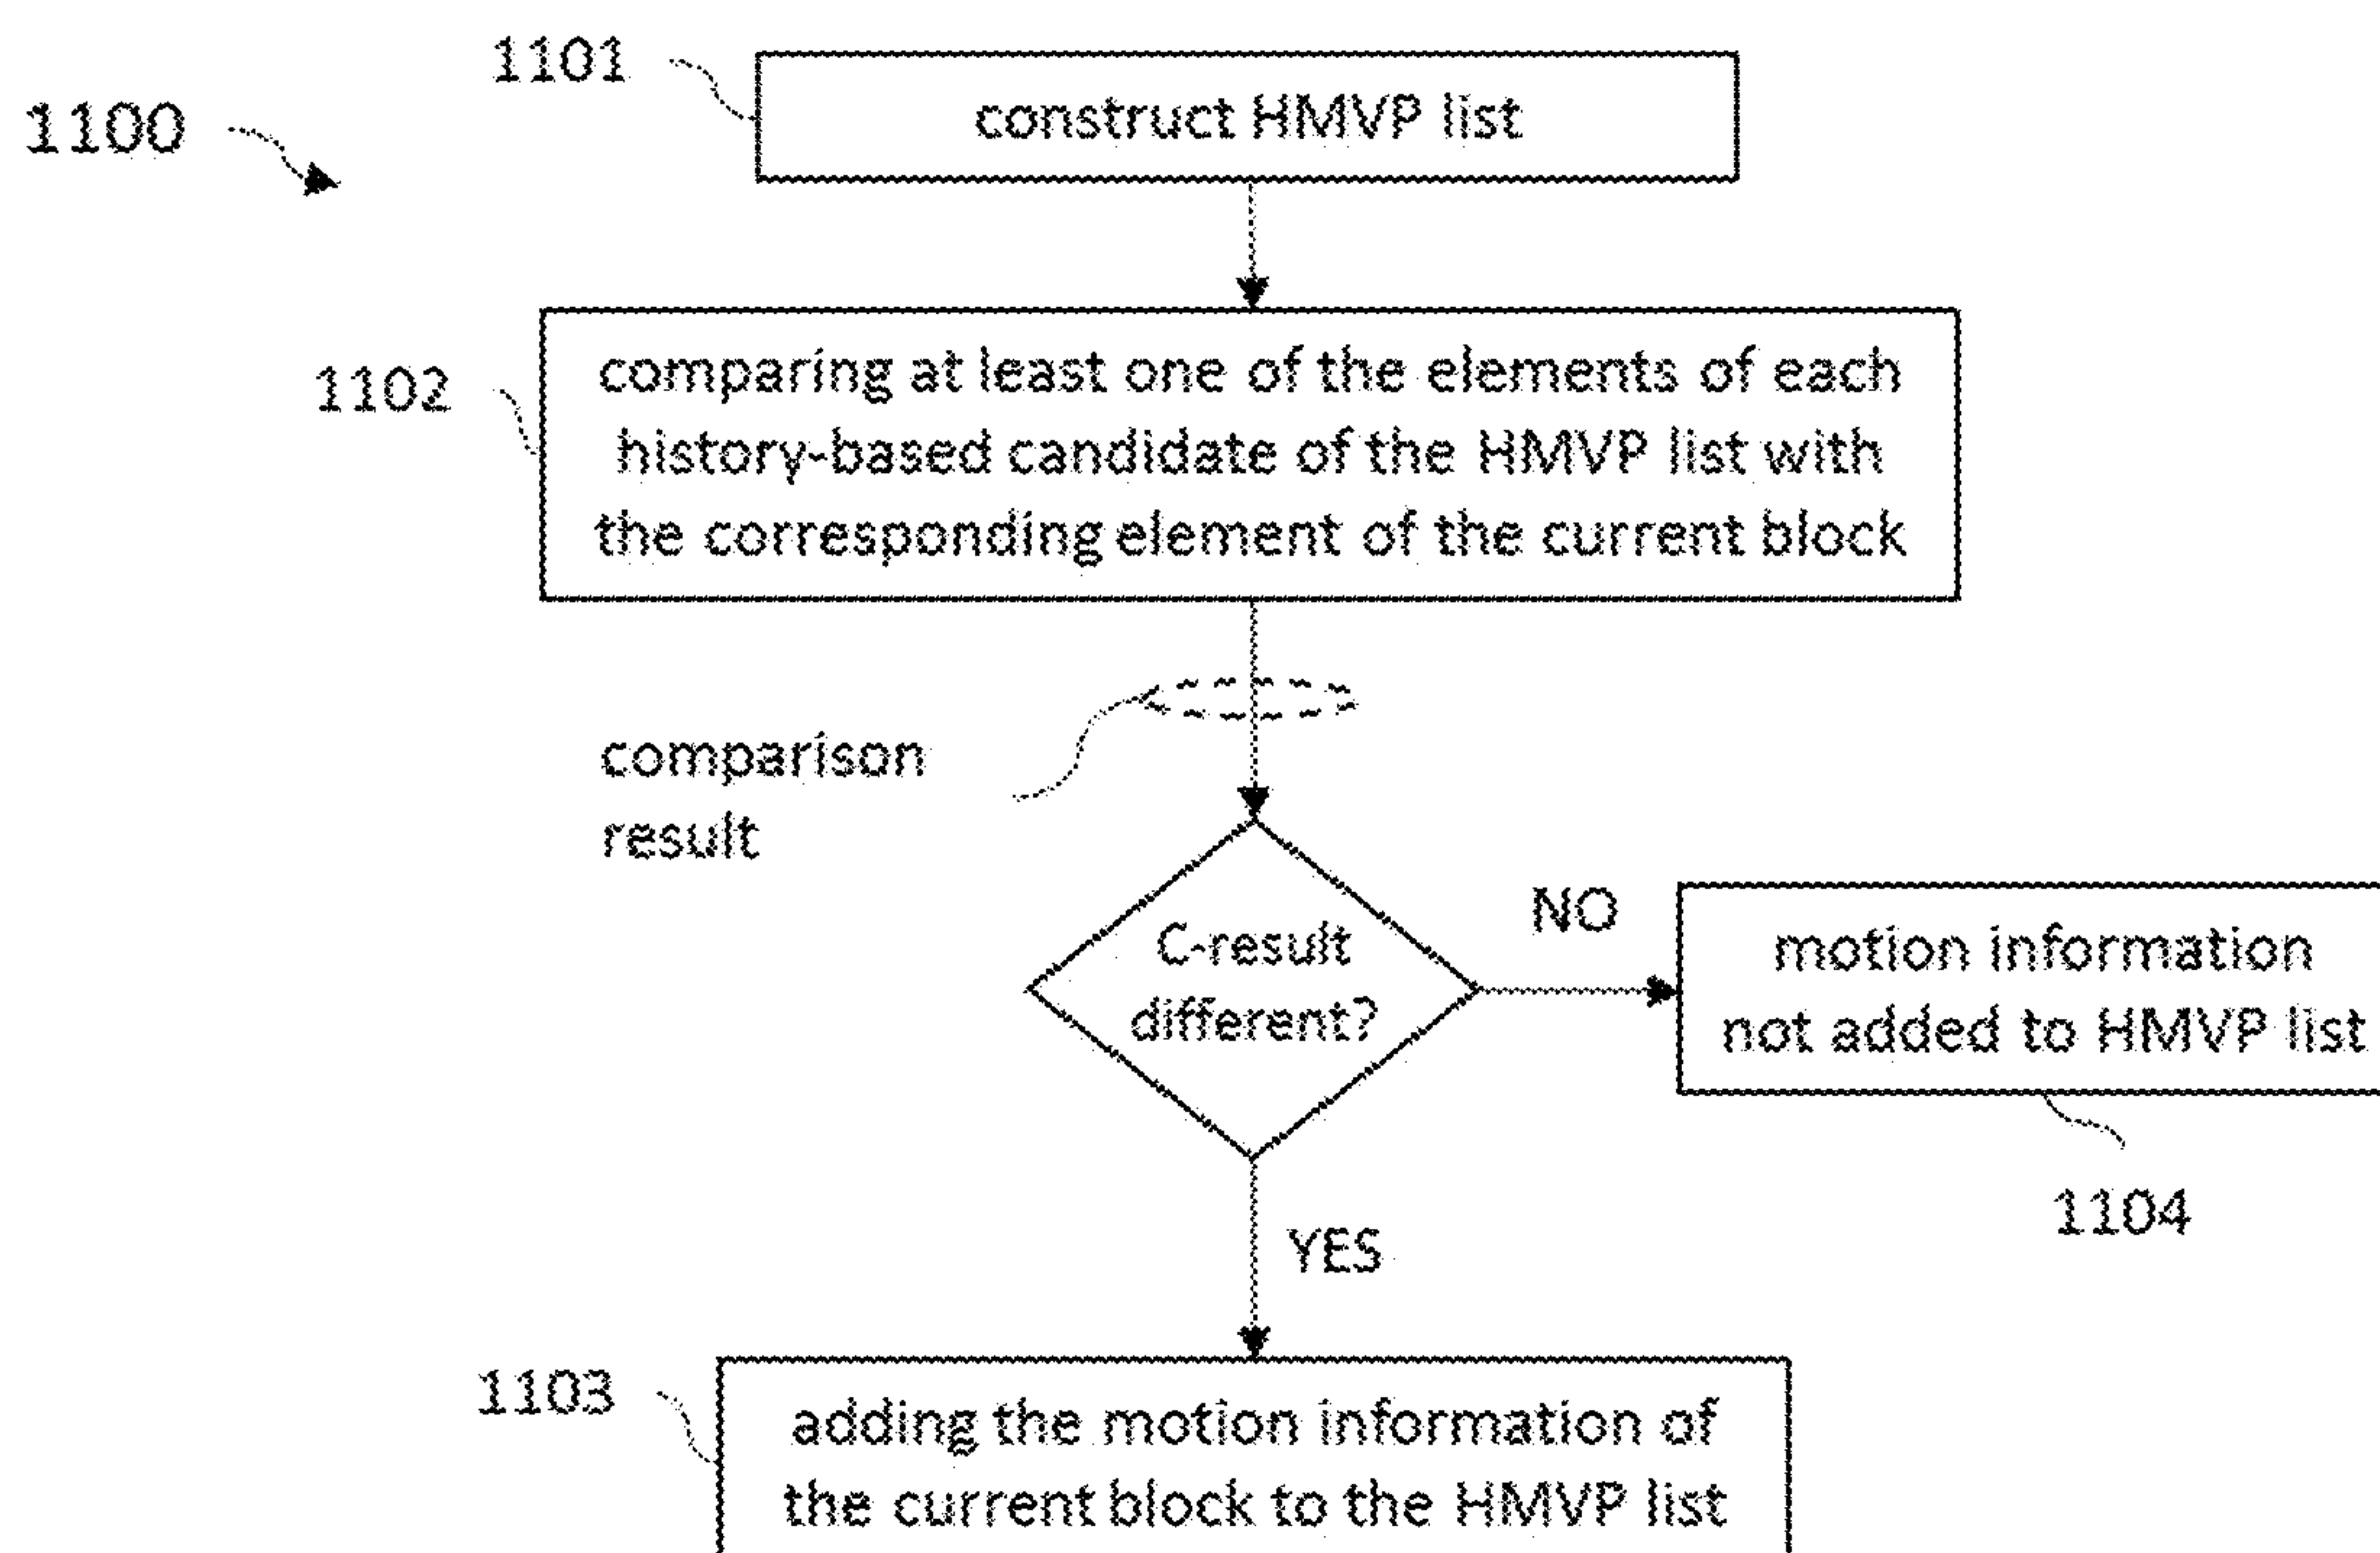 1101
construct HMVP list
1100
1102
comparing at least one of the elements of each
history-based candidate of the HMVP list with
the corresponding element of the current block
comparison
result
C-result
different?
NO
motion information
not added to HMVP list
1104
YES
1103
adding the motion information of
the current block to the HMVP list